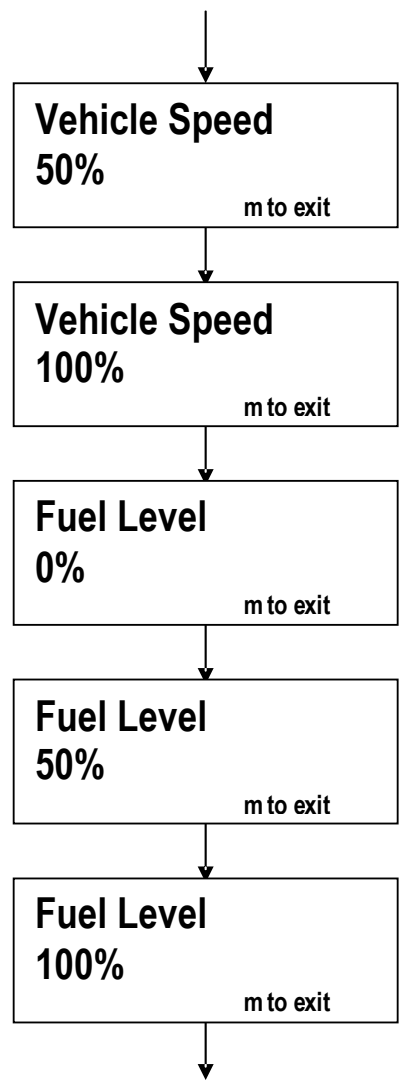 Vehicle Speed
50%
m to exit
Vehicle Speed
100%
m to exit
Fuel Level
0%
m to exit
Fuel Level
50%
m to exit
Fuel Level
100%
m to exit